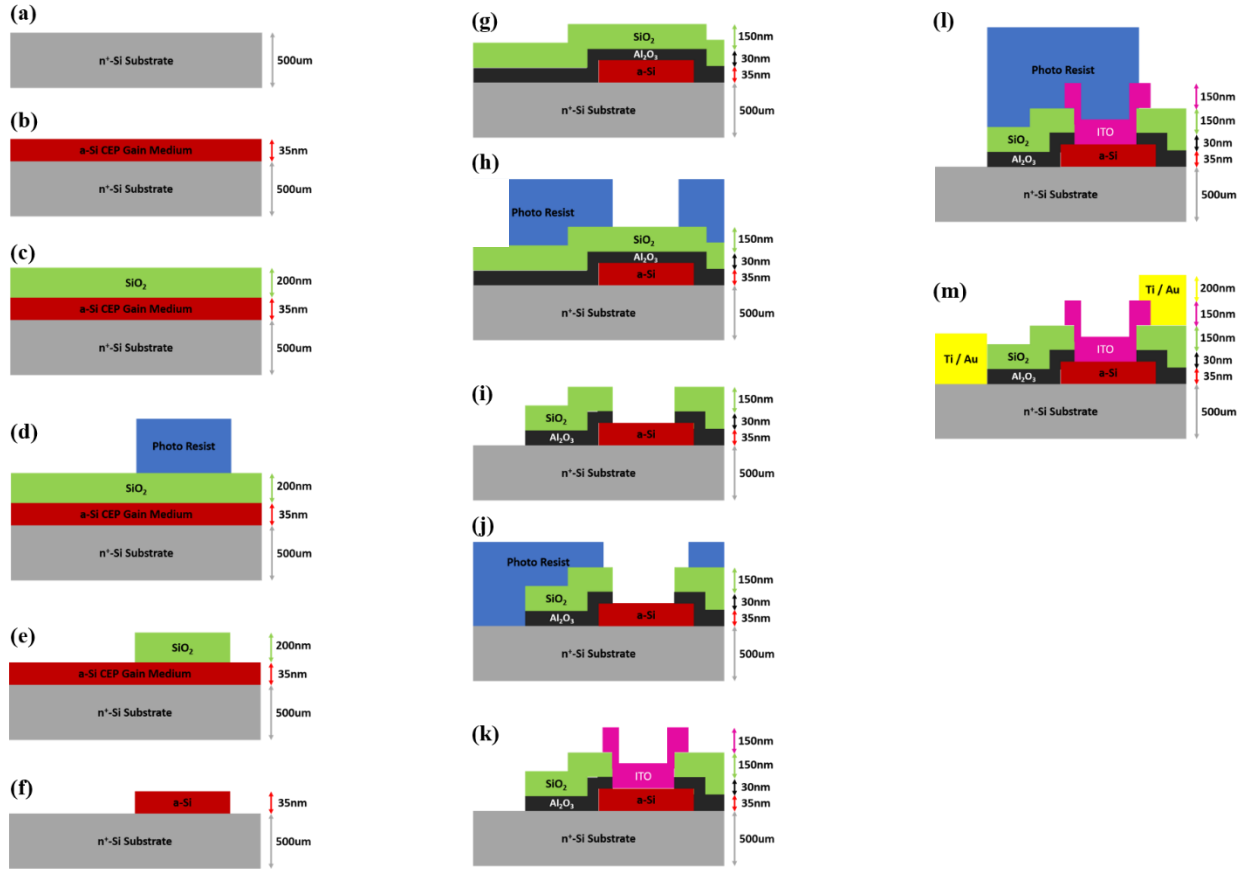 (a)
n⁺-Si Substrate
500um
(b)
a-Si CEP Gain Medium
35nm
n⁺-Si Substrate
500um
(c)
SiO₂
200nm
a-Si CEP Gain Medium
35nm
n⁺-Si Substrate
500um
(d)
Photo Resist
SiO₂
200nm
a-Si CEP Gain Medium
35nm
n⁺-Si Substrate
500um
(e)
SiO₂
200nm
a-Si CEP Gain Medium
35nm
n⁺-Si Substrate
500um
(f)
a-Si
35nm
n⁺-Si Substrate
500um
(g)
SiO₂
150nm
Al₂O₃
30nm
a-Si
35nm
n⁺-Si Substrate
500um
(h)
Photo Resist
SiO₂
150nm
Al₂O₃
30nm
a-Si
35nm
n⁺-Si Substrate
500um
(i)
150nm
SiO₂
30nm
Al₂O₃
a-Si
35nm
n⁺-Si Substrate
500um
(j)
Photo Resist
150nm
SiO₂
30nm
Al₂O₃
a-Si
35nm
n⁺-Si Substrate
500um
(k)
150nm
ITO
150nm
SiO₂
30nm
Al₂O₃
a-Si
35nm
n⁺-Si Substrate
500um
(l)
Photo Resist
150nm
150nm
ITO
SiO₂
30nm
Al₂O₃
a-Si
35nm
n⁺-Si Substrate
500um
(m)
Ti / Au
200nm
150nm
150nm
Ti / Au
SiO₂
ITO
30nm
Al₂O₃
a-Si
35nm
n⁺-Si Substrate
500um